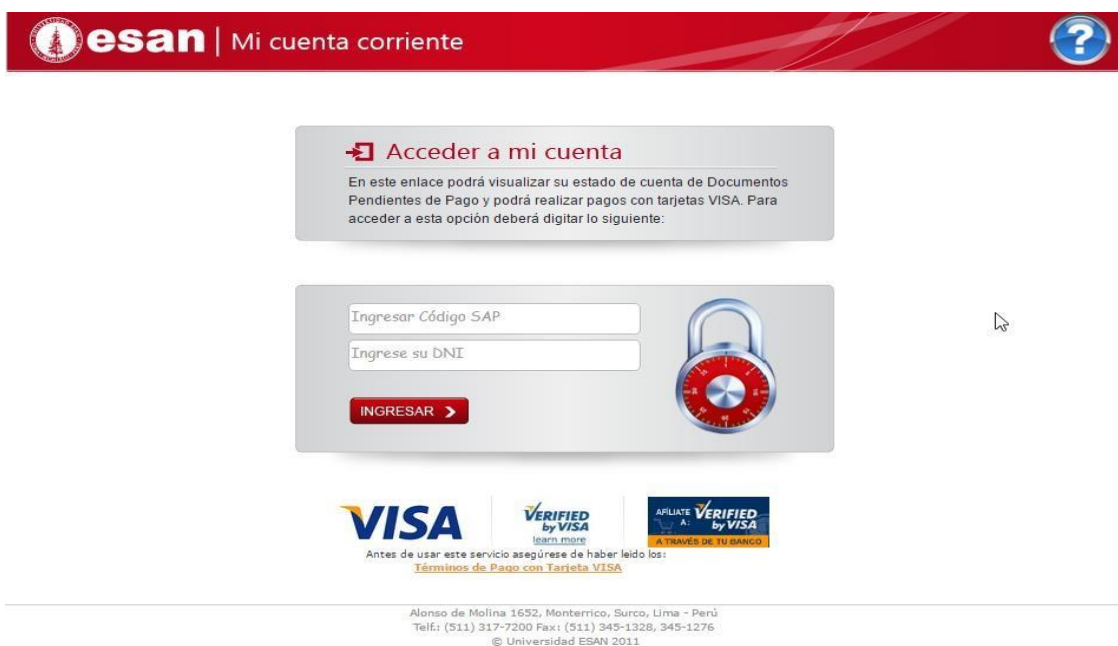 esan | Mi cuenta corriente
?
Acceder a mi cuenta
En este enlace podrá visualizar su estado de cuenta de Documentos
Pendientes de Pago y podrá realizar pagos con tarjetas VISA. Para
acceder a esta opción deberá digitar lo siguiente:
Ingresar Código SAP
Ingrese su DNI
INGRESAR
VISA
VERIFIED
by VISA
learn more
AFÍLIATE A: VERIFIED
by VISA
A TRAVÉS DE TU BANCO
Antes de usar este servicio asegúrese de haber leido los:
Términos de Pago con Tarjeta VISA
Alonso de Molina 1652, Monterrico, Surco, Lima - Perú
Telf.: (511) 317-7200 Fax: (511) 345-1328, 345-1276
© Universidad ESAN 2011